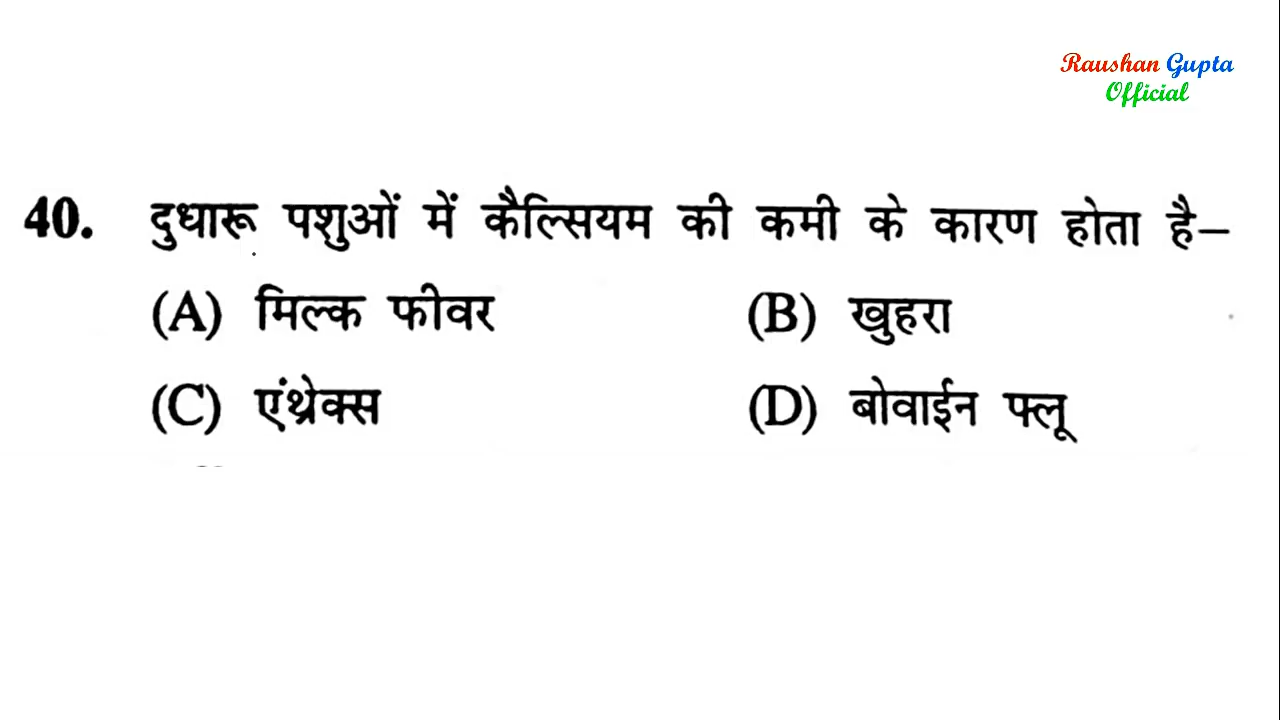 Raushan Gupta
Official
40. दुधारू पशुओं में कैल्सियम की कमी के कारण होता है–
(A) मिल्क फीवर (B) खुहरा
(C) एंथ्रेक्स (D) बोवाईन फ्लू